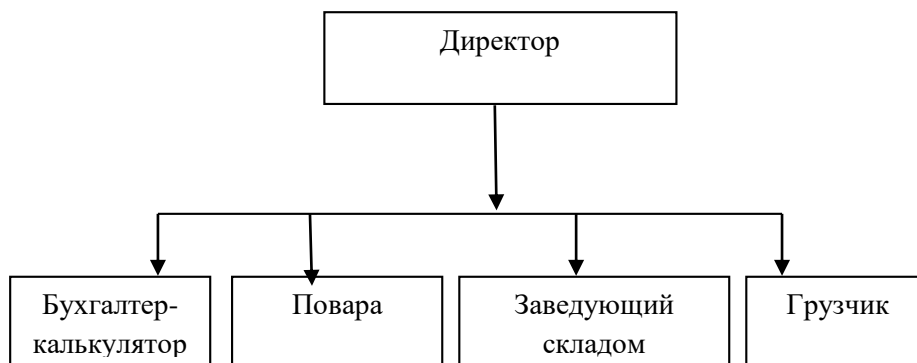 Директор
Бухгалтер-
калькулятор
Повара
Заведующий
складом
Грузчик